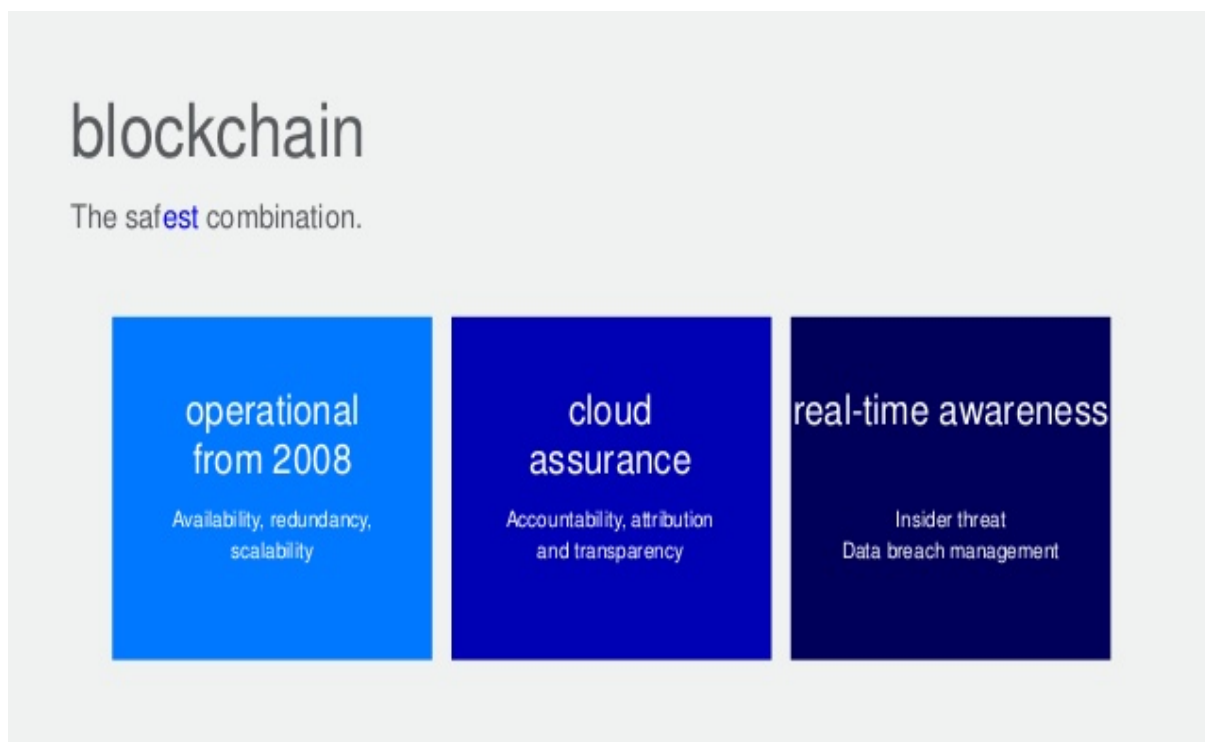 blockchain
The safest combination.
operational
from 2008
Availability, redundancy,
scalability
cloud
assurance
Accountability, attribution
and transparency
real-time awareness
Insider threat
Data breach management